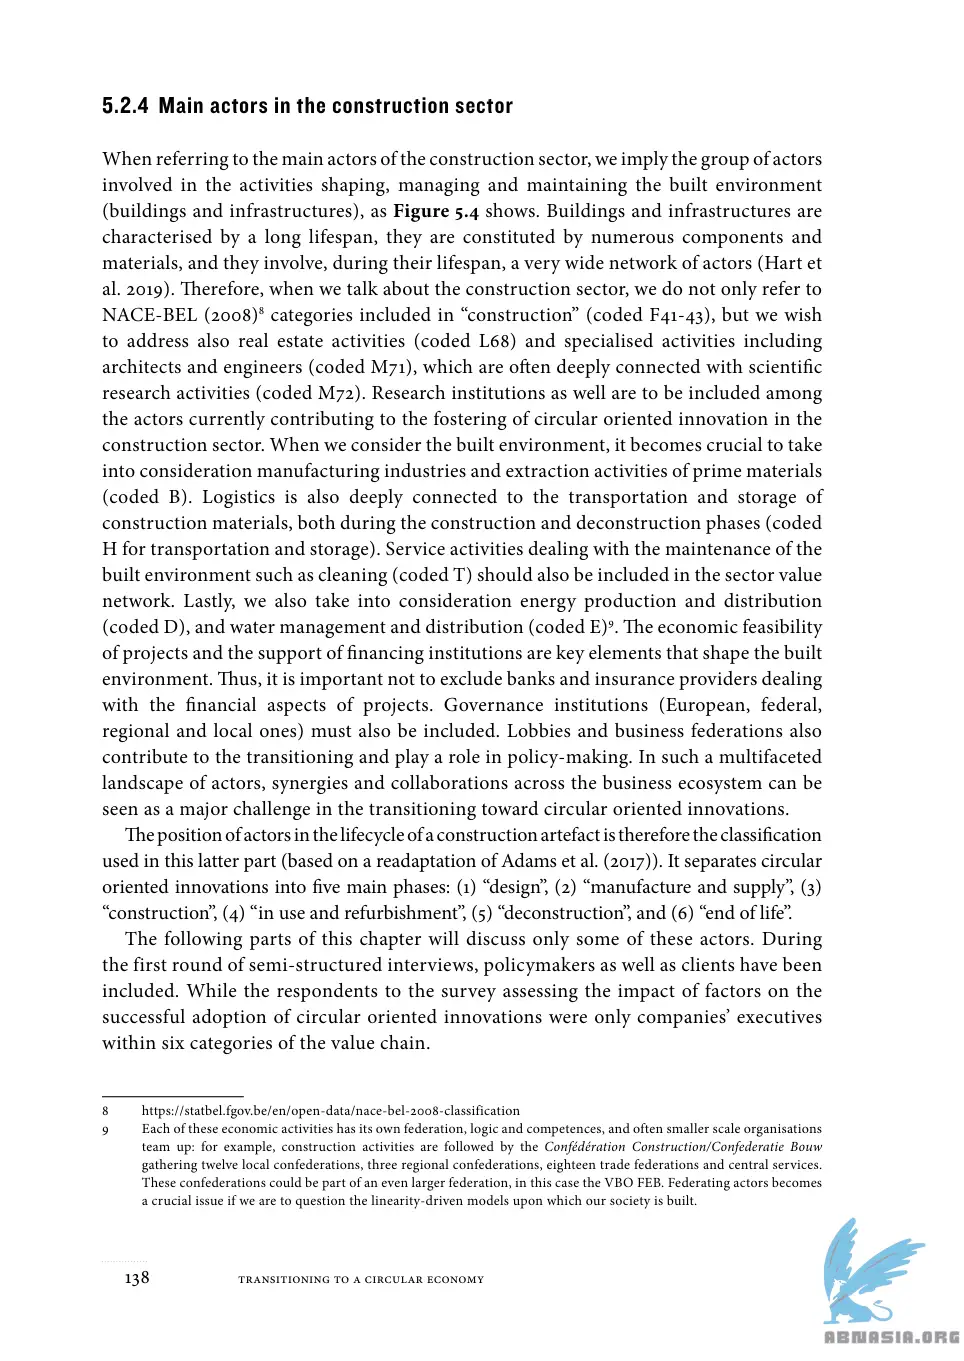 5.2.4 Main actors in the construction sector
When referring to the main actors of the construction sector, we imply the group of actors
involved in the activities shaping, managing and maintaining the built environment
(buildings and infrastructures), as Figure 5.4 shows. Buildings and infrastructures are
characterised by a long lifespan, they are constituted by numerous components and
materials, and they involve, during their lifespan, a very wide network of actors (Hart et
al. 2019). Therefore, when we talk about the construction sector, we do not only refer to
NACE-BEL (2008)8 categories included in “construction” (coded F41-43), but we wish
to address also real estate activities (coded L68) and specialised activities including
architects and engineers (coded M71), which are often deeply connected with scientific
research activities (coded M72). Research institutions as well are to be included among
the actors currently contributing to the fostering of circular oriented innovation in the
construction sector. When we consider the built environment, it becomes crucial to take
into consideration manufacturing industries and extraction activities of prime materials
(coded B). Logistics is also deeply connected to the transportation and storage of
construction materials, both during the construction and deconstruction phases (coded
H for transportation and storage). Service activities dealing with the maintenance of the
built environment such as cleaning (coded T) should also be included in the sector value
network. Lastly, we also take into consideration energy production and distribution
(coded D), and water management and distribution (coded E)9. The economic feasibility
of projects and the support of financing institutions are key elements that shape the built
environment. Thus, it is important not to exclude banks and insurance providers dealing
with the financial aspects of projects. Governance institutions (European, federal,
regional and local ones) must also be included. Lobbies and business federations also
contribute to the transitioning and play a role in policy-making. In such a multifaceted
landscape of actors, synergies and collaborations across the business ecosystem can be
seen as a major challenge in the transitioning toward circular oriented innovations.
The position of actors in the lifecycle of a construction artefact is therefore the classification
used in this latter part (based on a readaptation of Adams et al. (2017)). It separates circular
oriented innovations into five main phases: (1) “design”, (2) “manufacture and supply”, (3)
“construction”, (4) “in use and refurbishment”, (5) “deconstruction”, and (6) “end of life”.
The following parts of this chapter will discuss only some of these actors. During
the first round of semi-structured interviews, policymakers as well as clients have been
included. While the respondents to the survey assessing the impact of factors on the
successful adoption of circular oriented innovations were only companies’ executives
within six categories of the value chain.
8 https://statbel.fgov.be/en/open-data/nace-bel-2008-classification
9 Each of these economic activities has its own federation, logic and competences, and often smaller scale organisations
team up: for example, construction activities are followed by the Confédération Construction/Confederatie Bouw
gathering twelve local confederations, three regional confederations, eighteen trade federations and central services.
These confederations could be part of an even larger federation, in this case the VBO FEB. Federating actors becomes
a crucial issue if we are to question the linearity-driven models upon which our society is built.
138 TRANSITIONING TO A CIRCULAR ECONOMY
ABNASIA.ORG